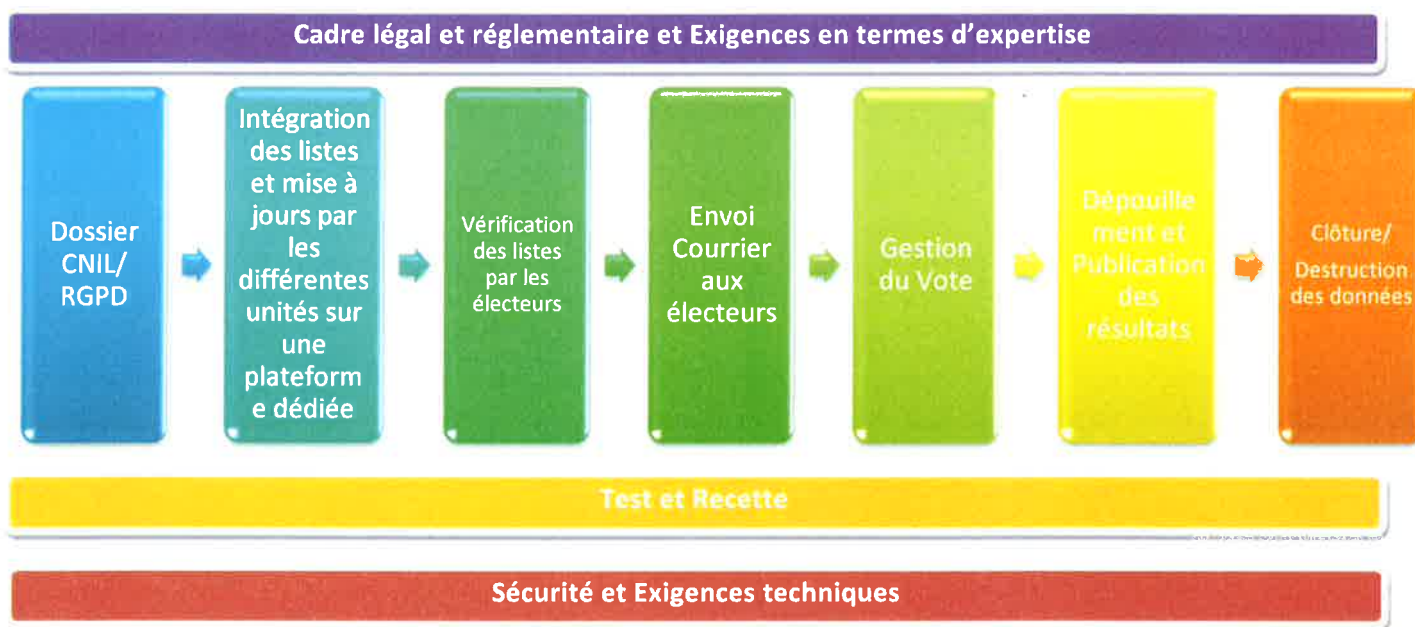 Cadre légal et réglementaire et Exigences en termes d'expertise
Dossier
CNIL/
RGPD
Intégration
des listes
et mise à
jours par
les
différentes
unités sur
une
plateform
e dédiée
Vérification
des listes
par les
électeurs
Envoi
Courrier
aux
électeurs
Gestion
du Vote
Dépouille
ment et
Publication
des
résultats
Clôture/
Destruction
des données
Test et Recette
Sécurité et Exigences techniques